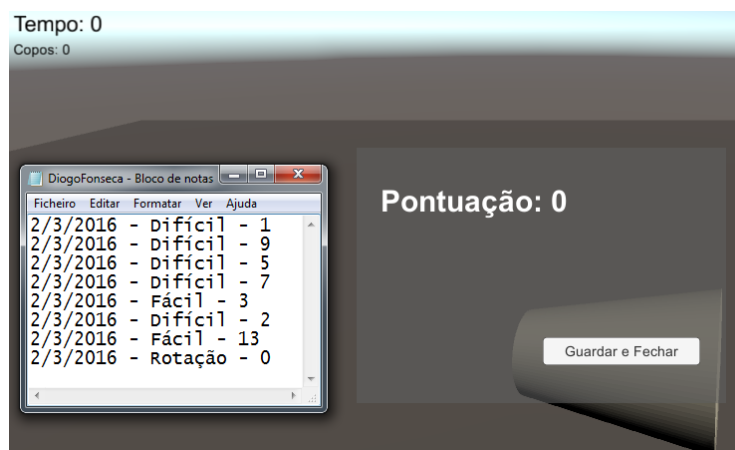 Tempo: 0
Copos: 0
DiogoFonseca - Bloco de notas
Ficheiro Editar Formatar Ver Ajuda
2/3/2016 - Difícil - 1
2/3/2016 - Difícil - 9
2/3/2016 - Difícil - 5
2/3/2016 - Difícil - 7
2/3/2016 - Fácil - 3
2/3/2016 - Difícil - 2
2/3/2016 - Fácil - 13
2/3/2016 - Rotação - 0
Pontuação: 0
Guardar e Fechar